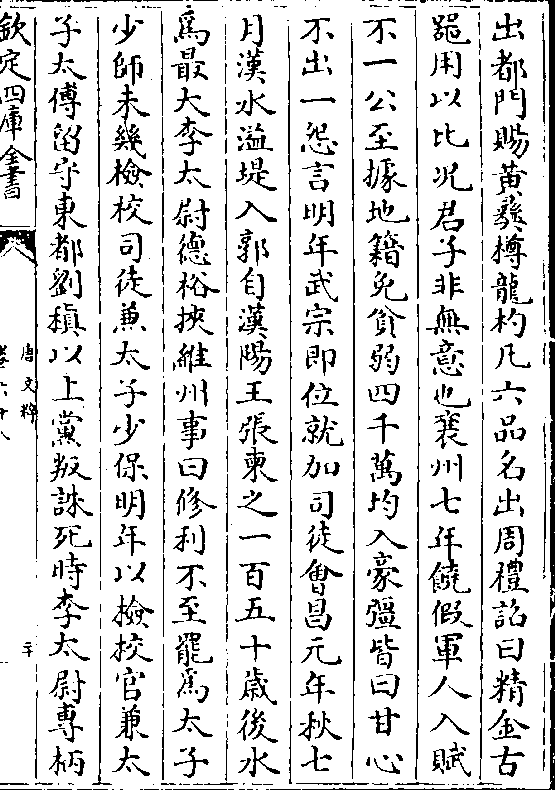 出都門賜黃彞樽龍杓凡六品名出周禮詔曰精金古
噐用以比况君子非無意也襄州七年饒假軍人入賦
不一公至據地籍免貧弱四千萬均入豪彊皆曰甘心
不出一怨言明年武宗即位就加司徒會昌元年秋七
月漢水溢堤入郭自漢陽王張柬之一百五十歲後水
爲最大李太尉德裕挾維州事曰修利不至罷爲太子
少師未幾檢校司徒兼太子少保明年以撿挍官兼太
子太傅留守東都劉稹以上黨叛誅死時李太尉專柄
欽定四庫全書
唐文粹
卷六十八